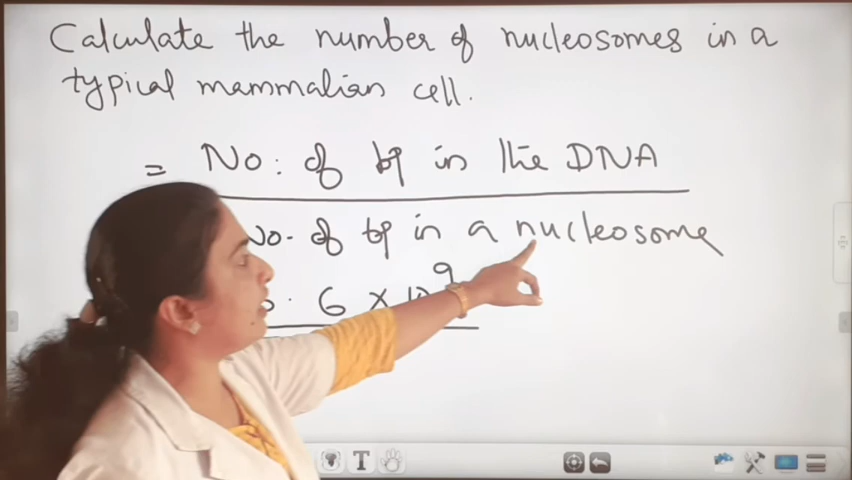 Calculate the number of nucleosomes in a
typical mammalian cell.
= No: of bp in the DNA
No. of bp in a nucleosome
6 × 10⁹
T